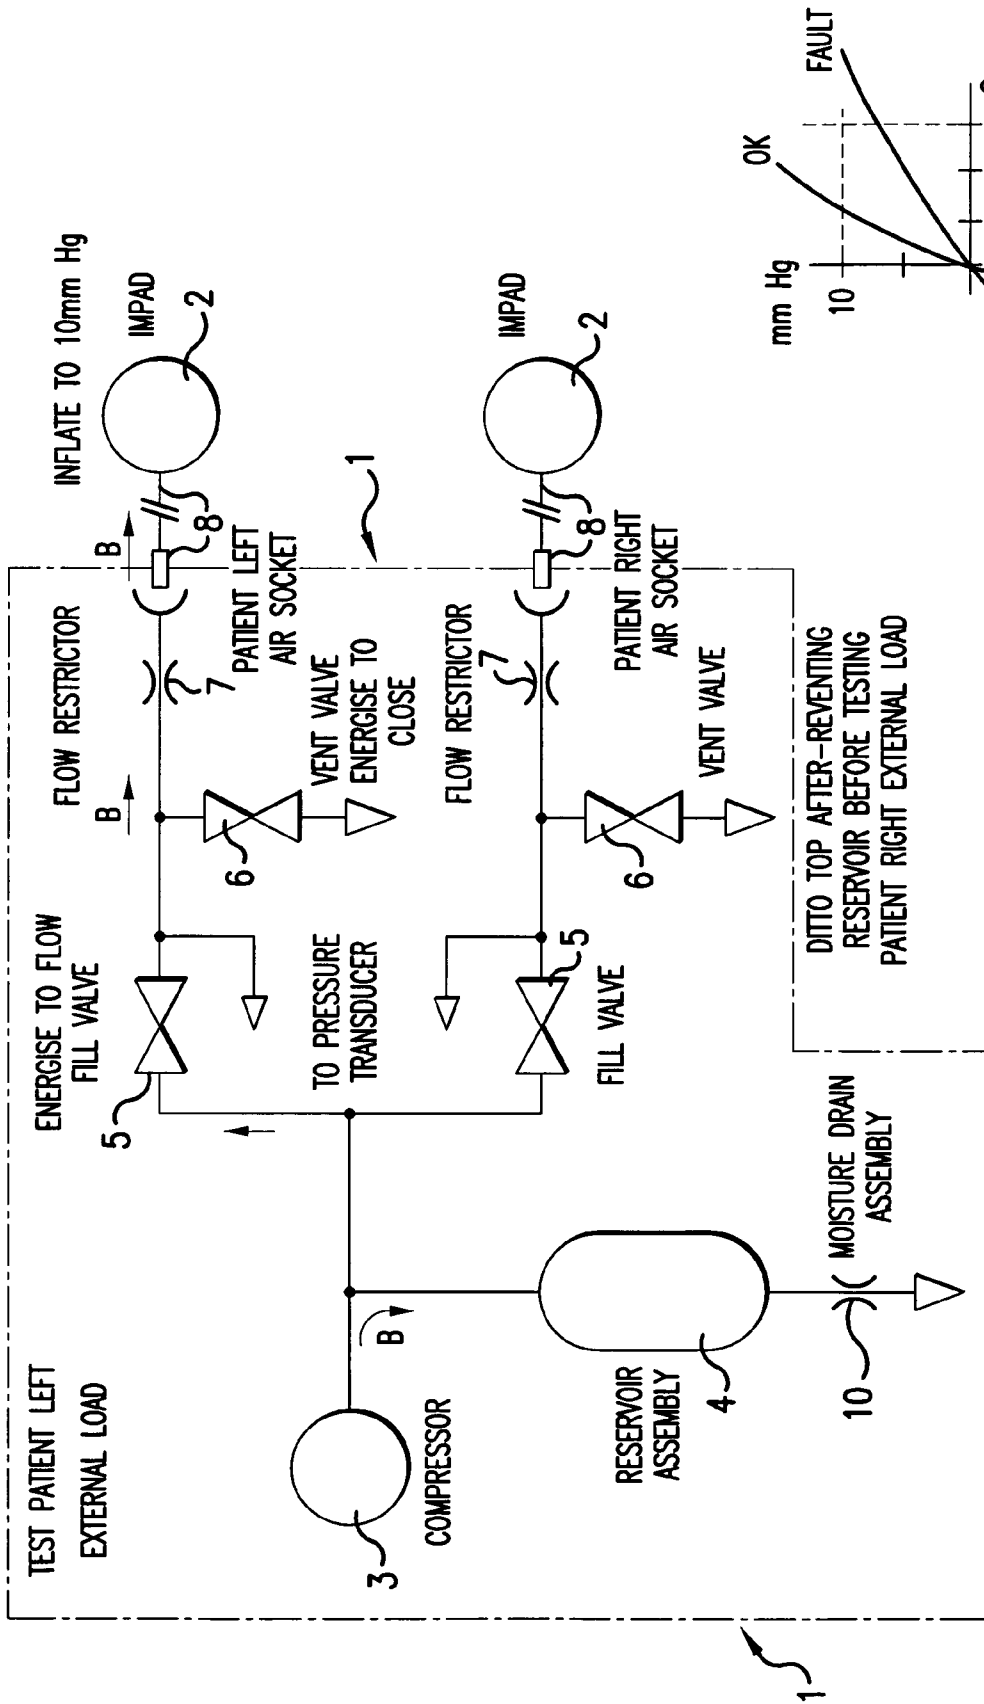 TEST PATIENT LEFT
EXTERNAL LOAD
ENERGISE TO FLOW
FILL VALVE
5
B
FLOW RESTRICTOR
7
B
INFLATE TO 10mm Hg
8
PATIENT LEFT
AIR SOCKET
IMPAD
2
6
VENT VALVE
ENERGISE TO
CLOSE
1
3
COMPRESSOR
B
TO PRESSURE
TRANSDUCER
FLOW RESTRICTOR
7
8
PATIENT RIGHT
AIR SOCKET
IMPAD
2
5
FILL VALVE
6
VENT VALVE
RESERVOIR
ASSEMBLY
4
10
MOISTURE DRAIN
ASSEMBLY
DITTO TOP AFTER-REVENTING
RESERVOIR BEFORE TESTING
PATIENT RIGHT EXTERNAL LOAD
1
mm Hg
10
OK
FAULT